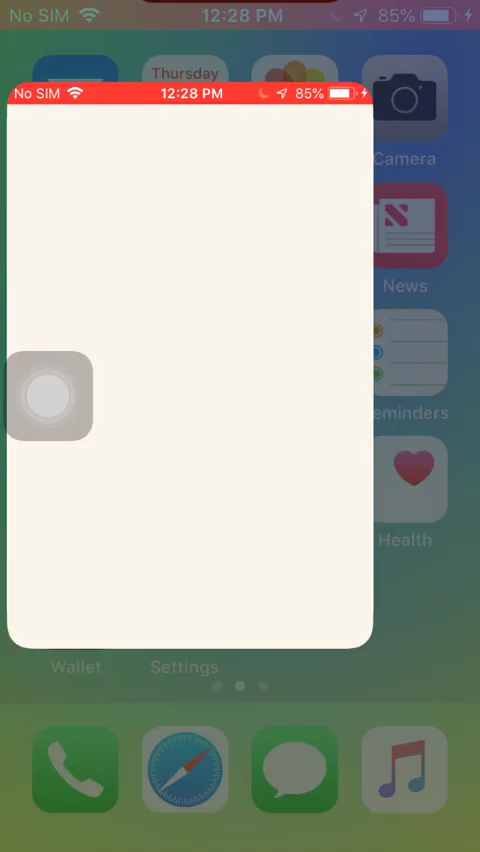 No SIM 12:28 PM 85%
Thursday
No SIM 12:28 PM 85%
Camera
News
eminders
Health
Wallet Settings